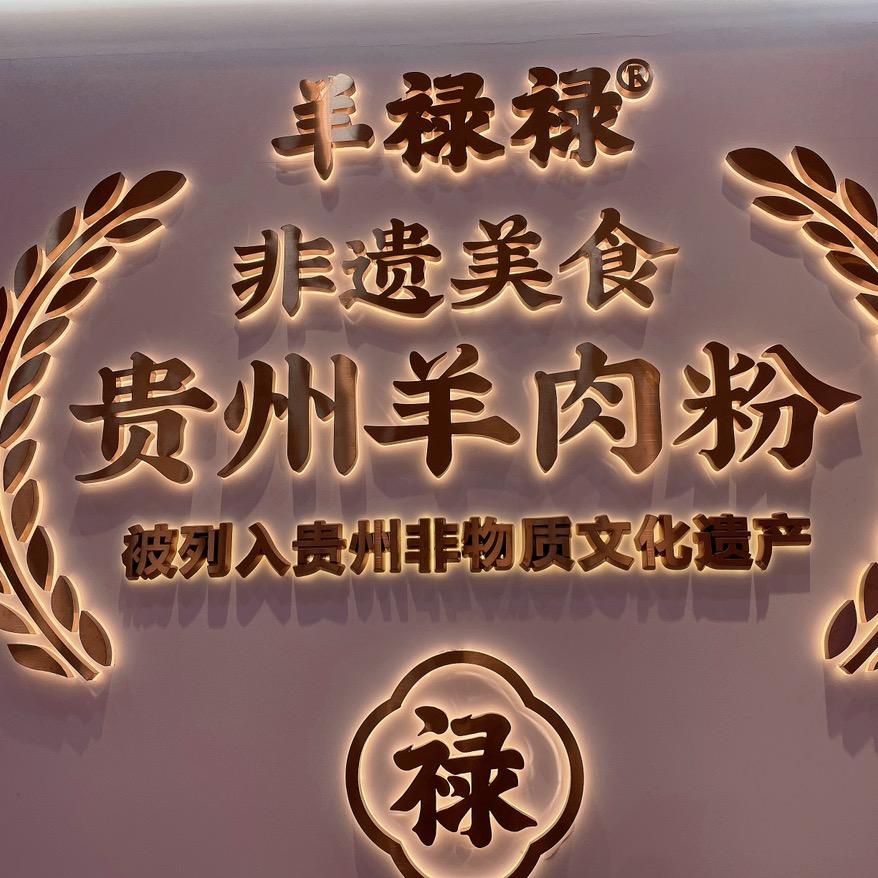 羊禄禄®
非遗美食
贵州羊肉粉
被列入贵州非物质文化遗产
禄